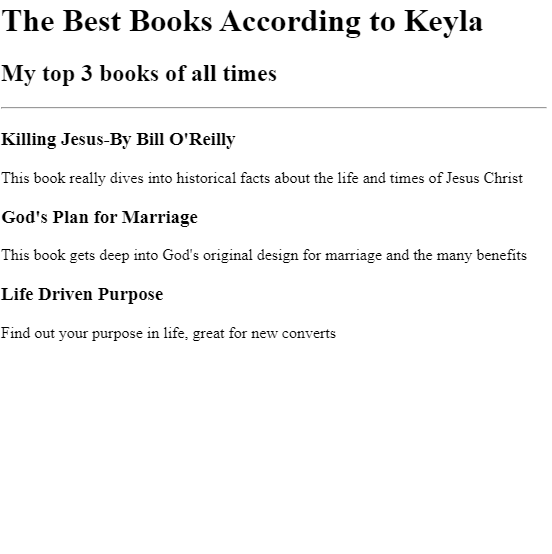 The Best Books According to Keyla
My top 3 books of all times
Killing Jesus-By Bill O'Reilly
This book really dives into historical facts about the life and times of Jesus Christ
God's Plan for Marriage
This book gets deep into God's original design for marriage and the many benefits
Life Driven Purpose
Find out your purpose in life, great for new converts